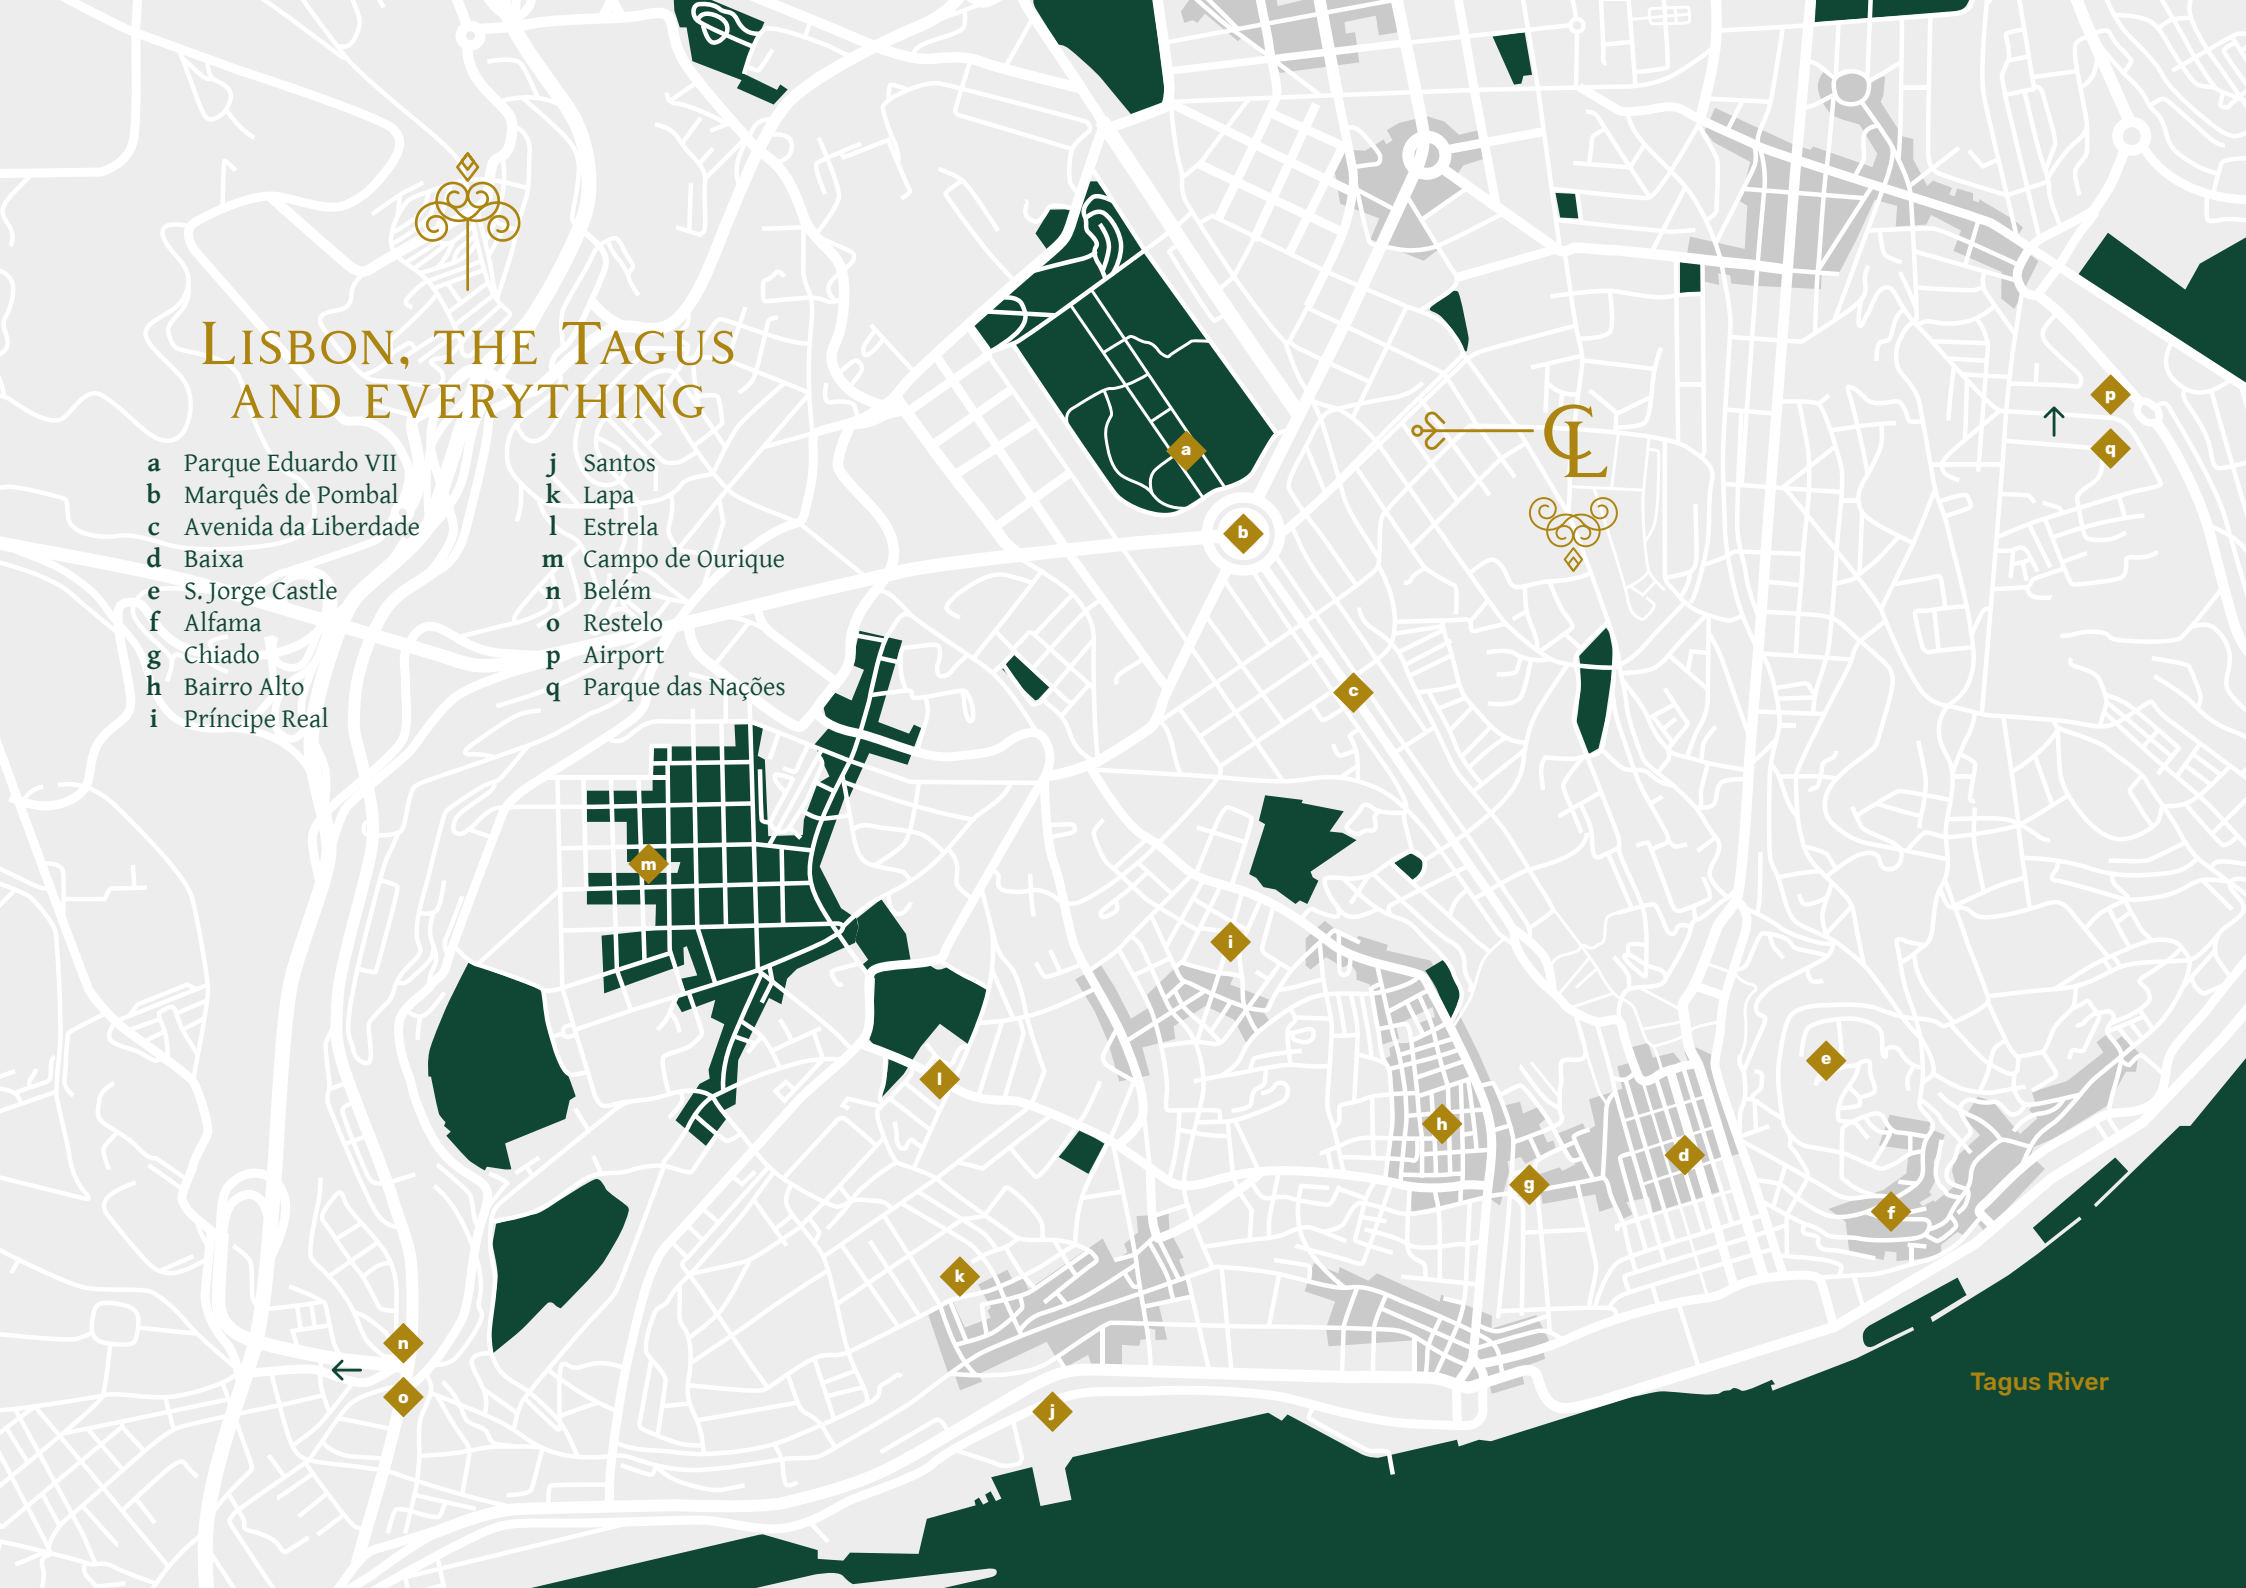 LISBON, THE TAGUS
AND EVERYTHING
a Parque Eduardo VII
b Marquês de Pombal
c Avenida da Liberdade
d Baixa
e S. Jorge Castle
f Alfama
g Chiado
h Bairro Alto
i Príncipe Real
j Santos
k Lapa
l Estrela
m Campo de Ourique
n Belém
o Restelo
p Airport
q Parque das Nações
CL
p
q
a
b
c
m
i
e
l
h
d
g
f
k
n
o
j
Tagus River